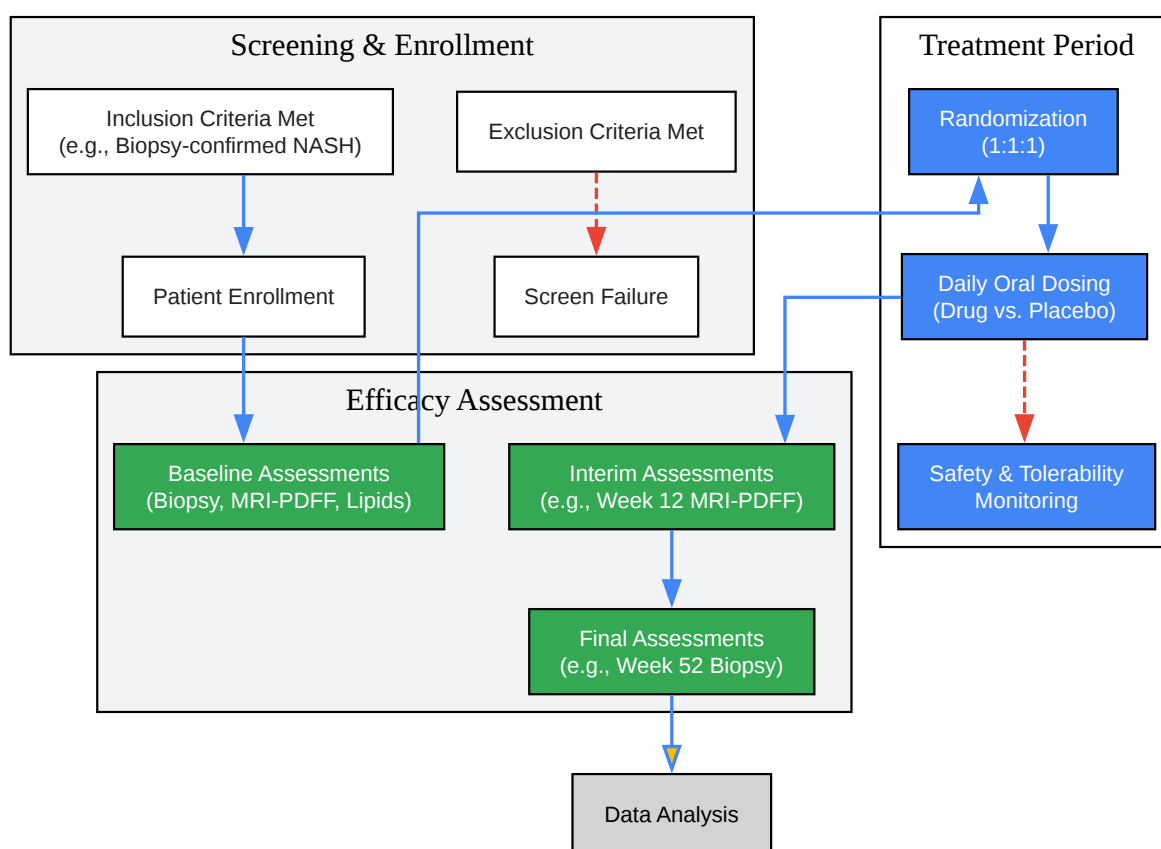 Screening & Enrollment
Inclusion Criteria Met
(e.g., Biopsy-confirmed NASH)
Exclusion Criteria Met
Patient Enrollment
Screen Failure
Treatment Period
Randomization
(1:1:1)
Daily Oral Dosing
(Drug vs. Placebo)
Safety & Tolerability
Monitoring
Efficacy Assessment
Baseline Assessments
(Biopsy, MRI-PDFF, Lipids)
Interim Assessments
(e.g., Week 12 MRI-PDFF)
Final Assessments
(e.g., Week 52 Biopsy)
Data Analysis